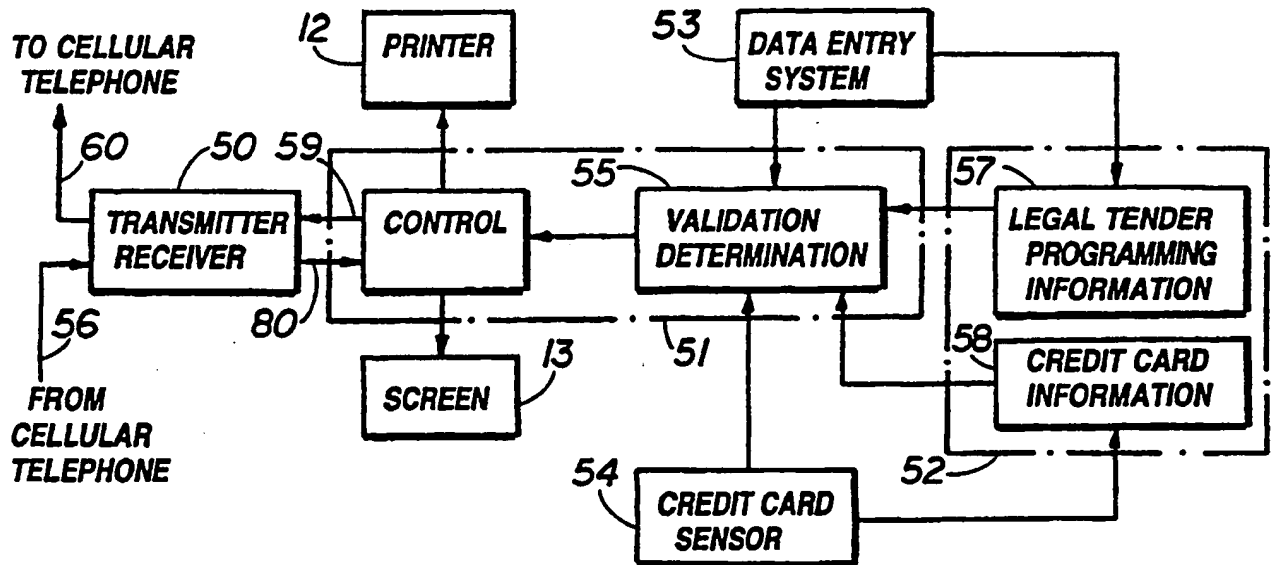 TO CELLULAR
TELEPHONE
12
PRINTER
53
DATA ENTRY
SYSTEM
60
50
59
55
57
TRANSMITTER
RECEIVER
CONTROL
VALIDATION
DETERMINATION
LEGAL TENDER
PROGRAMMING
INFORMATION
56
80
51
58
CREDIT CARD
INFORMATION
13
SCREEN
FROM
CELLULAR
TELEPHONE
54
52
CREDIT CARD
SENSOR